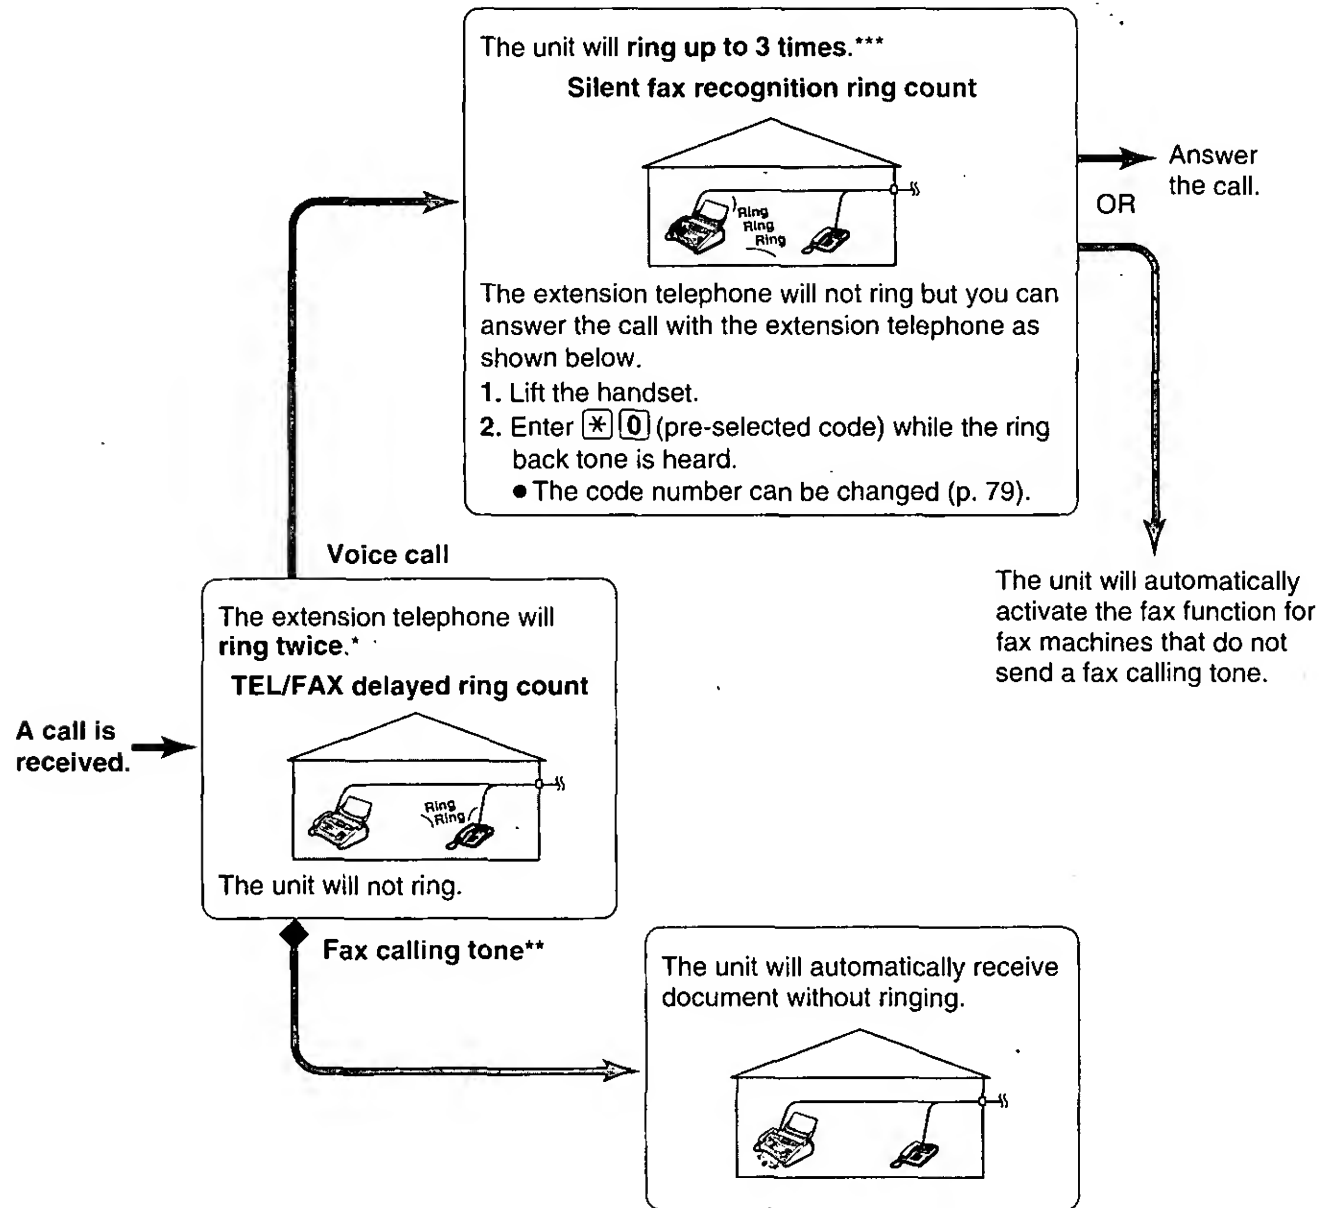 The unit will ring up to 3 times.***
Silent fax recognition ring count
Ring
Ring
Ring
The extension telephone will not ring but you can
answer the call with the extension telephone as
shown below.
1. Lift the handset.
2. Enter * 0 (pre-selected code) while the ring
back tone is heard.
● The code number can be changed (p. 79).
Answer
the call.
OR
The unit will automatically
activate the fax function for
fax machines that do not
send a fax calling tone.
Voice call
The extension telephone will
ring twice.*
TEL/FAX delayed ring count
Ring
Ring
The unit will not ring.
A call is
received.
Fax calling tone**
The unit will automatically receive
document without ringing.